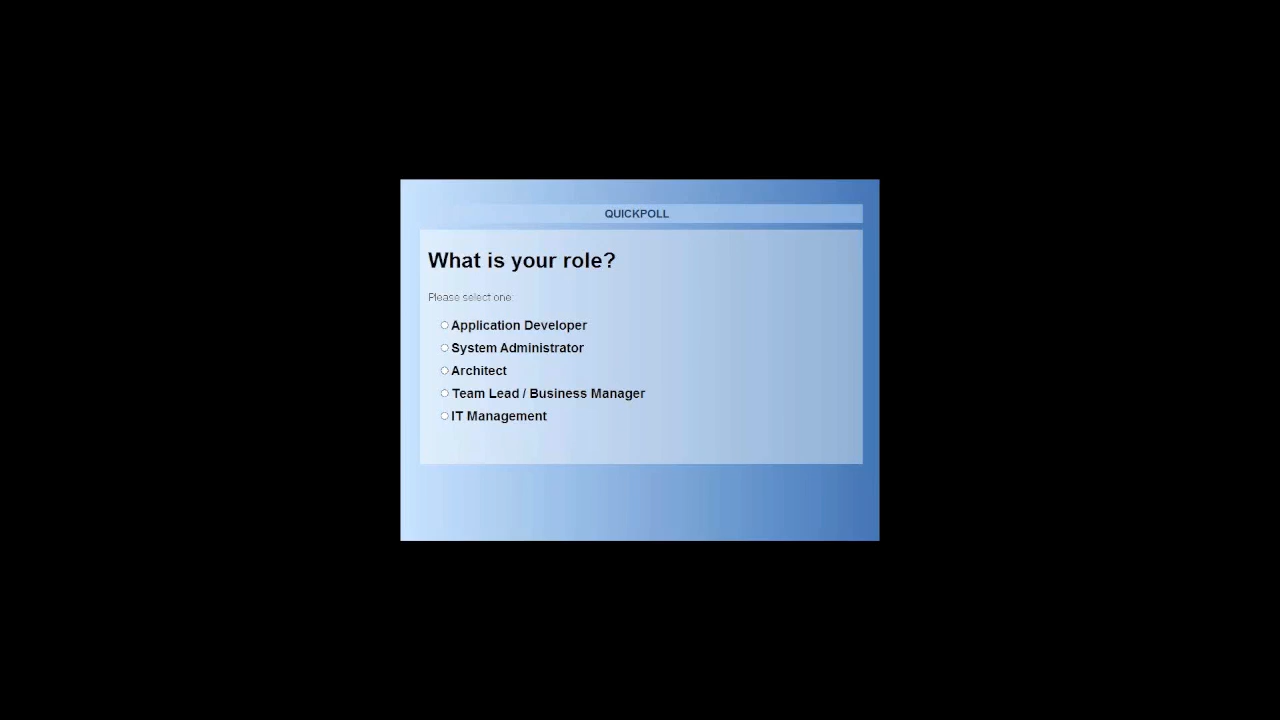 QUICKPOLL
What is your role?
Please select one:
Application Developer
System Administrator
Architect
Team Lead / Business Manager
IT Management